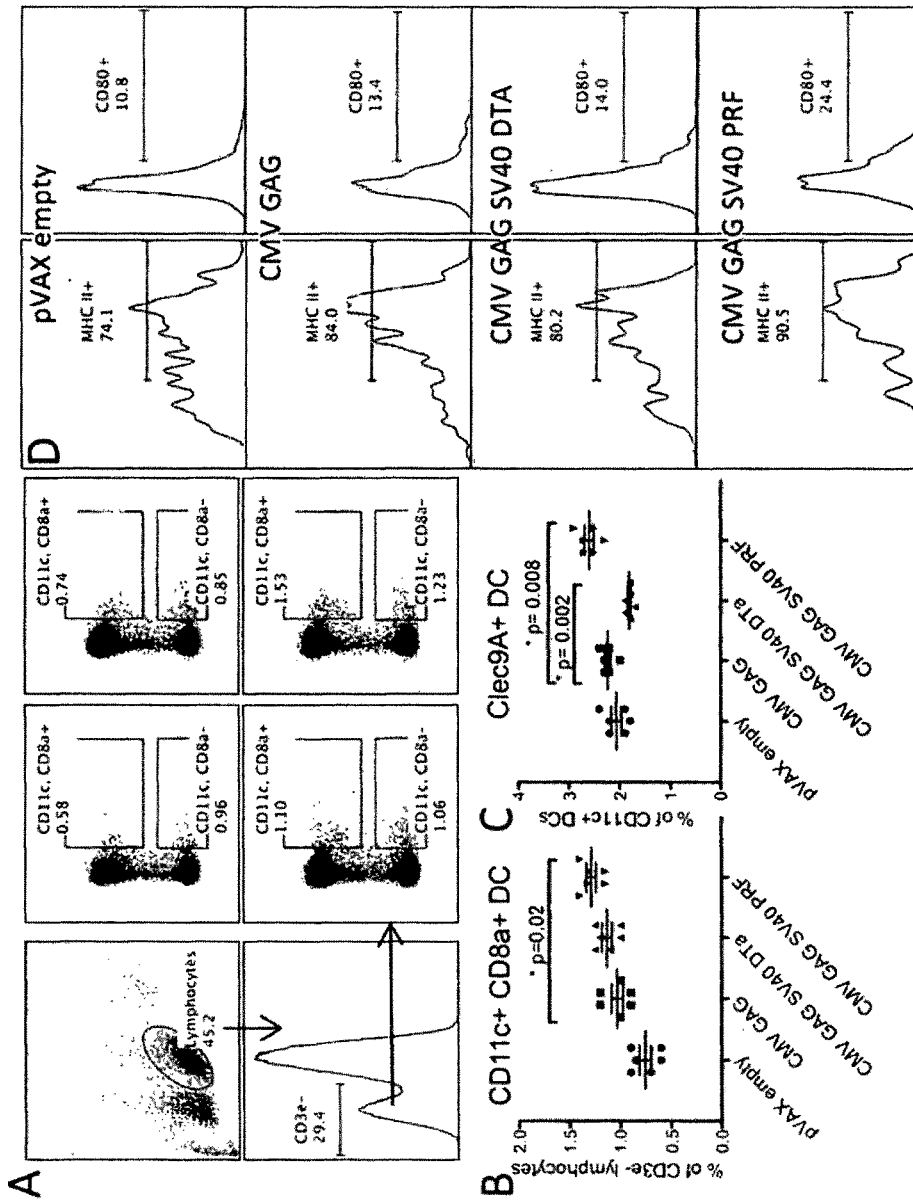 A
Lymphocytes
45.2
CD3e-
29.4
CD11c, CD8a+
0.58
CD11c, CD8a-
0.96
CD11c, CD8a+
0.74
CD11c, CD8a-
0.85
CD11c, CD8a+
1.10
CD11c, CD8a-
1.06
CD11c, CD8a+
1.53
CD11c, CD8a-
1.23
B
CD11c+ CD8a+ DC
% of CD3e- lymphocytes
2.0
1.5
1.0
0.5
0.0
* p=0.02
pVAX empty
CMV GAG
CMV GAG SV40 DTa
CMV GAG SV40 PRF
C
Clec9A+ DC
% of CD11c+ DCs
4
3
2
1
0
* p= 0.008
* p= 0.002
pVAX empty
CMV GAG
CMV GAG SV40 DTa
CMV GAG SV40 PRF
D
pVAX empty
MHC II+
74.1
CD80+
10.8
CMV GAG
MHC II+
84.0
CD80+
13.4
CMV GAG SV40 DTA
MHC II+
80.2
CD80+
14.0
CMV GAG SV40 PRF
MHC II+
90.5
CD80+
24.4